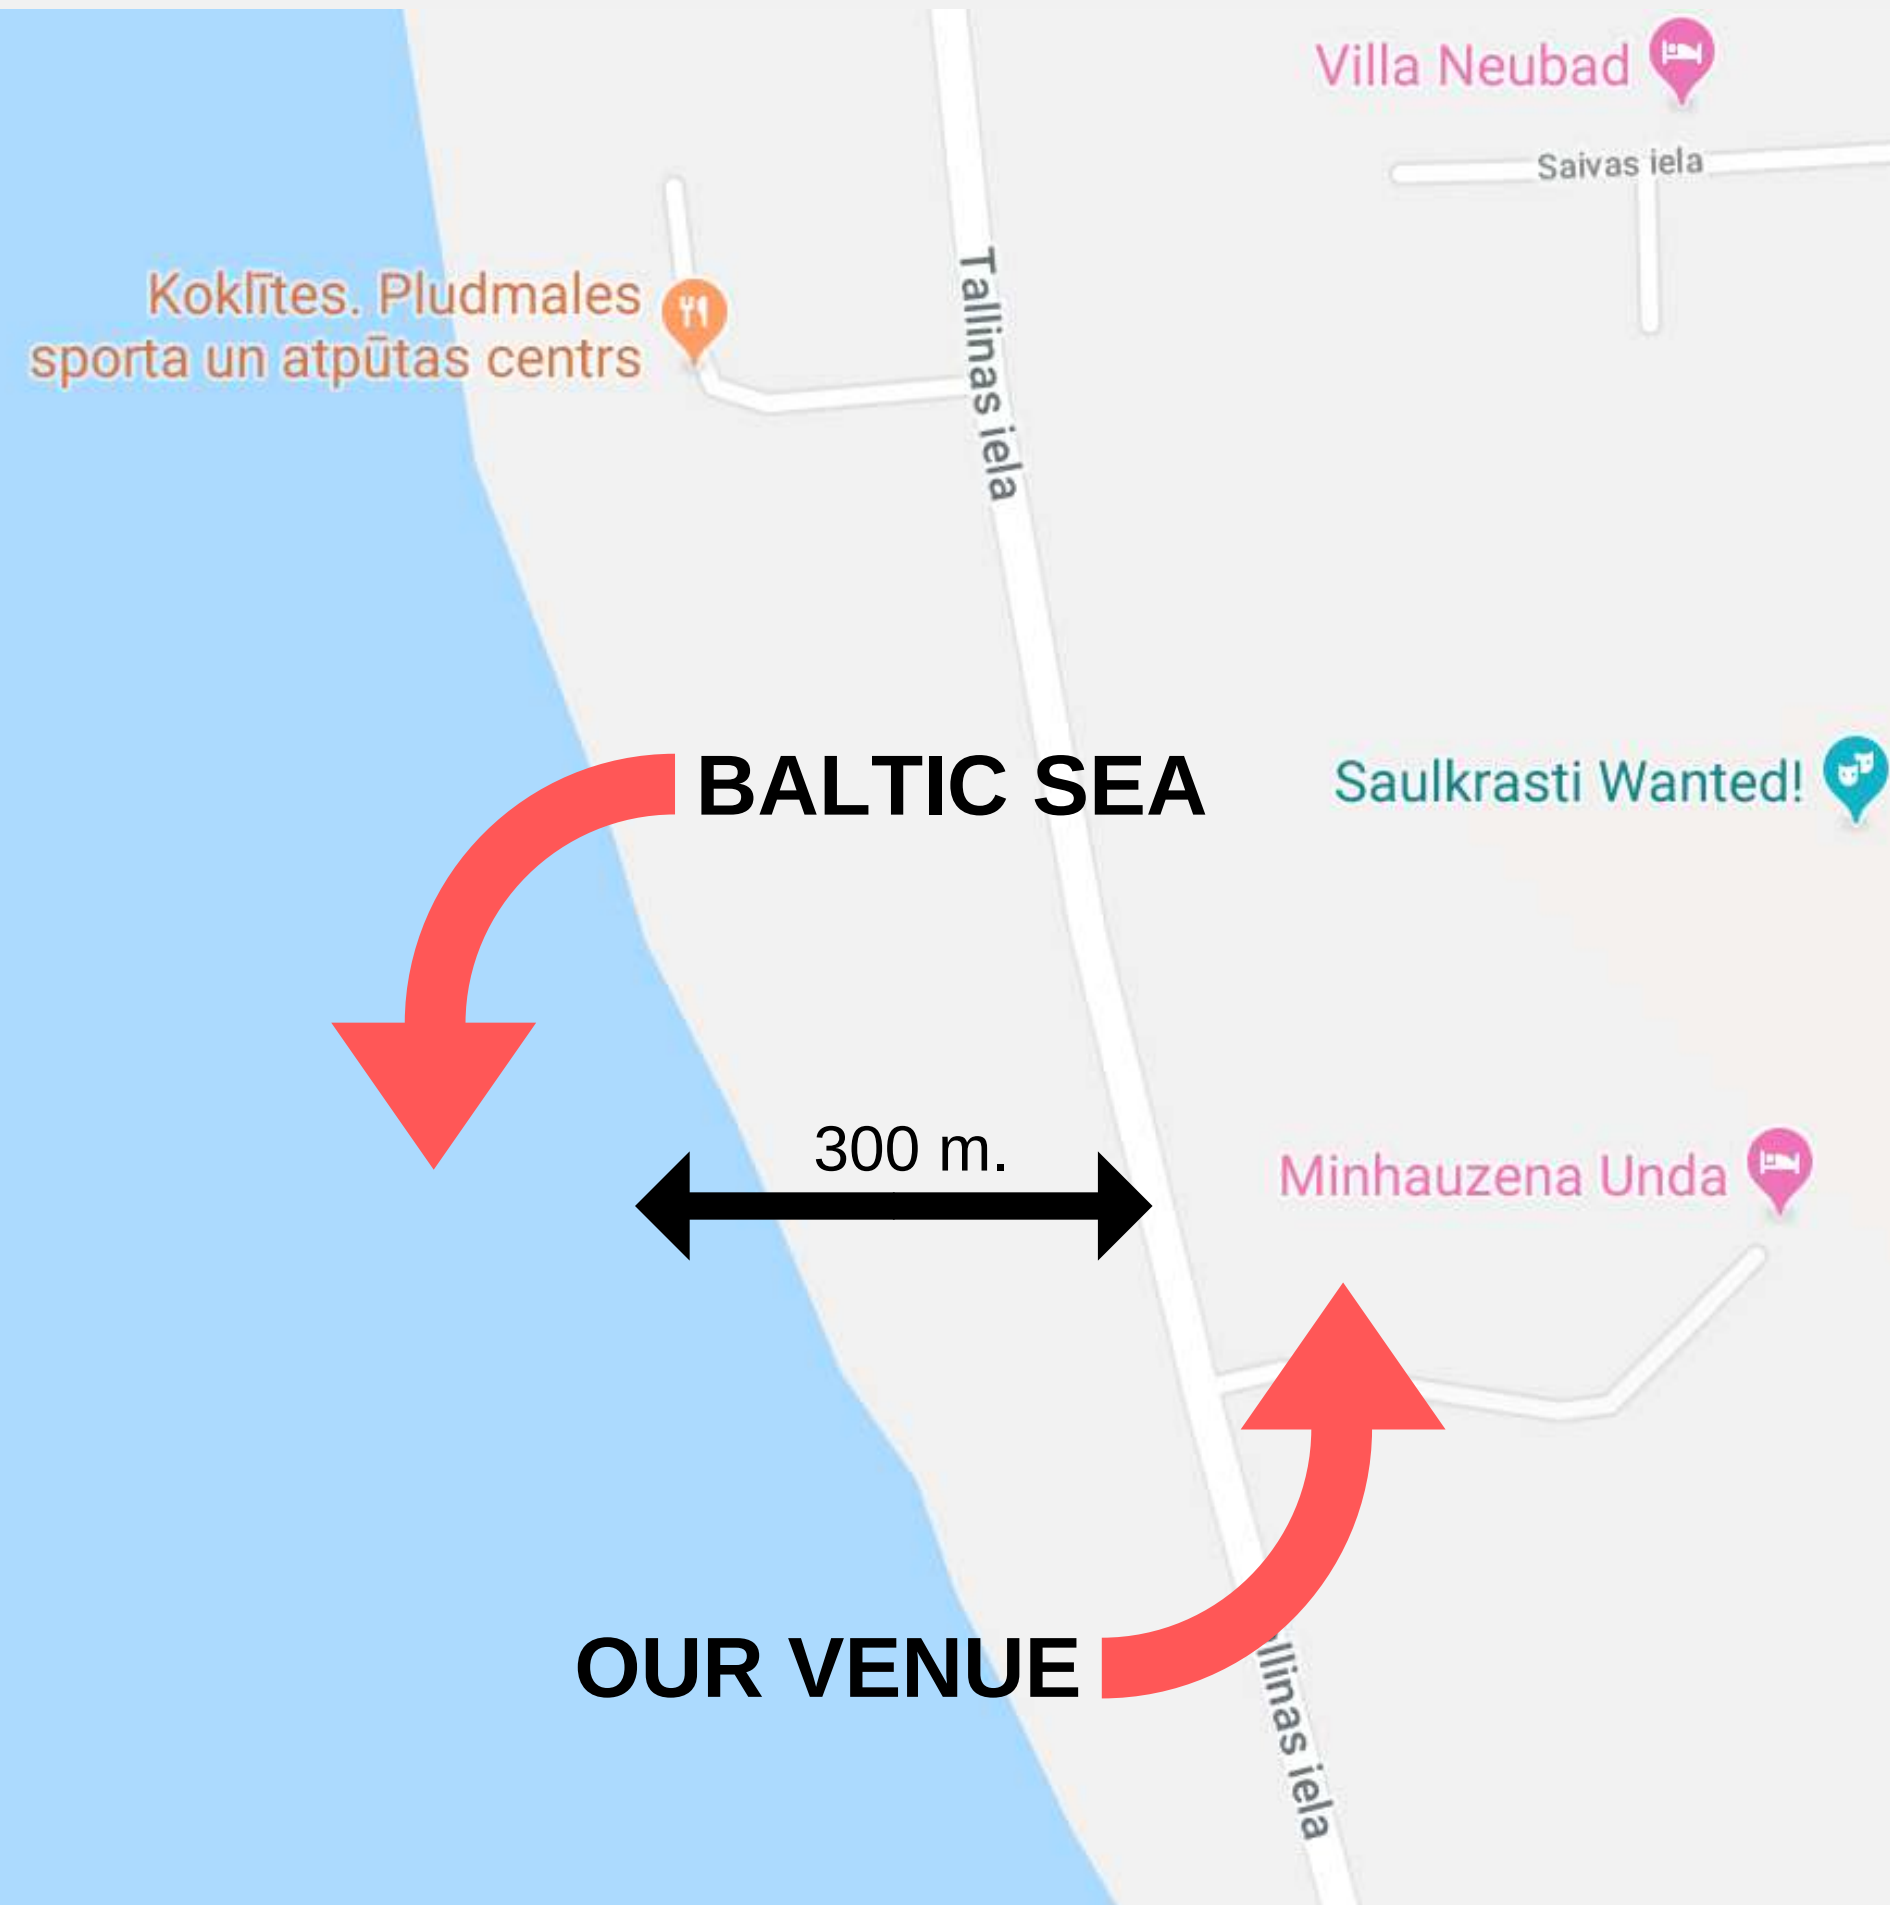 Villa Neubad
Saivas iela
Koklītes. Pludmales
sporta un atpūtas centrs
Tallinas iela
BALTIC SEA
Saulkrasti Wanted!
300 m.
Minhauzena Unda
OUR VENUE
llinas iela